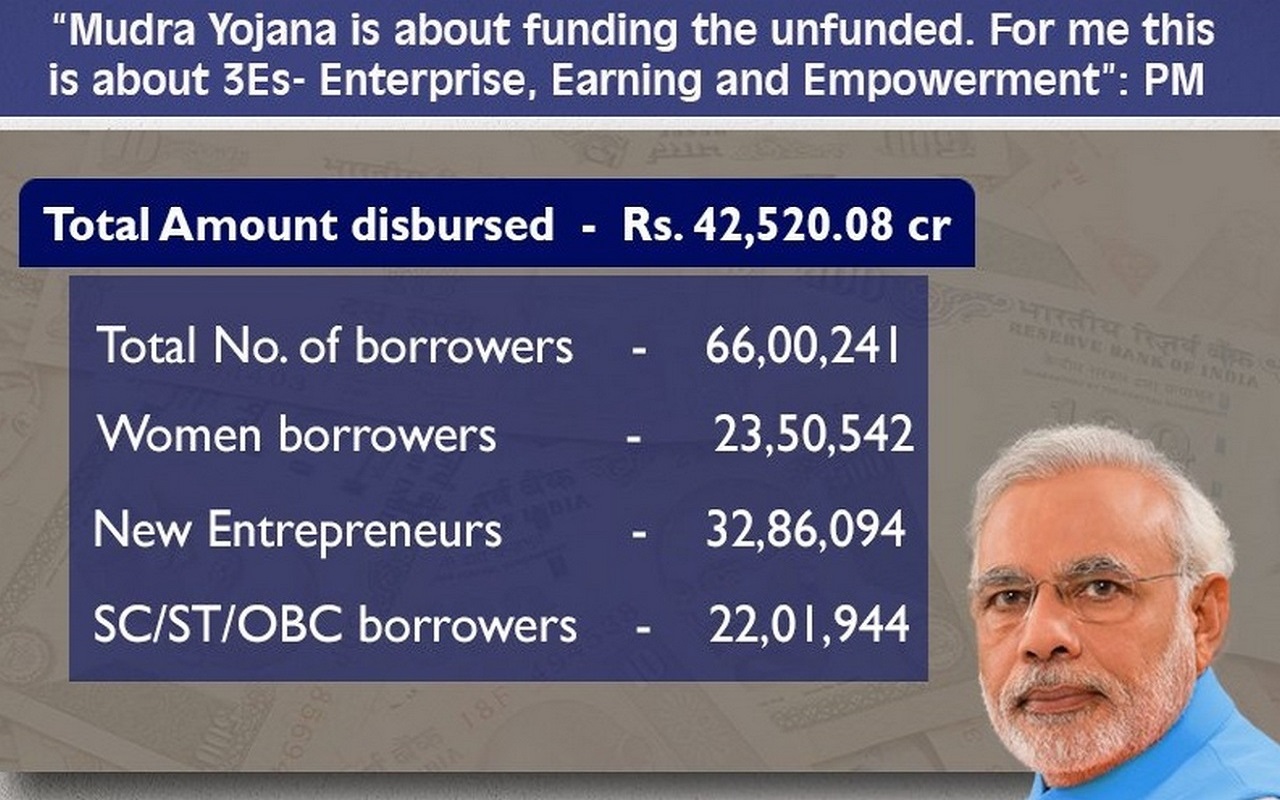 “Mudra Yojana is about funding the unfunded. For me this
is about 3Es- Enterprise, Earning and Empowerment”: PM
Total Amount disbursed - Rs. 42,520.08 cr
Total No. of borrowers - 66,00,241
Women borrowers - 23,50,542
New Entrepreneurs - 32,86,094
SC/ST/OBC borrowers - 22,01,944
भारतीय रिज़र्व बैंक
RESERVE BANK OF INDIA